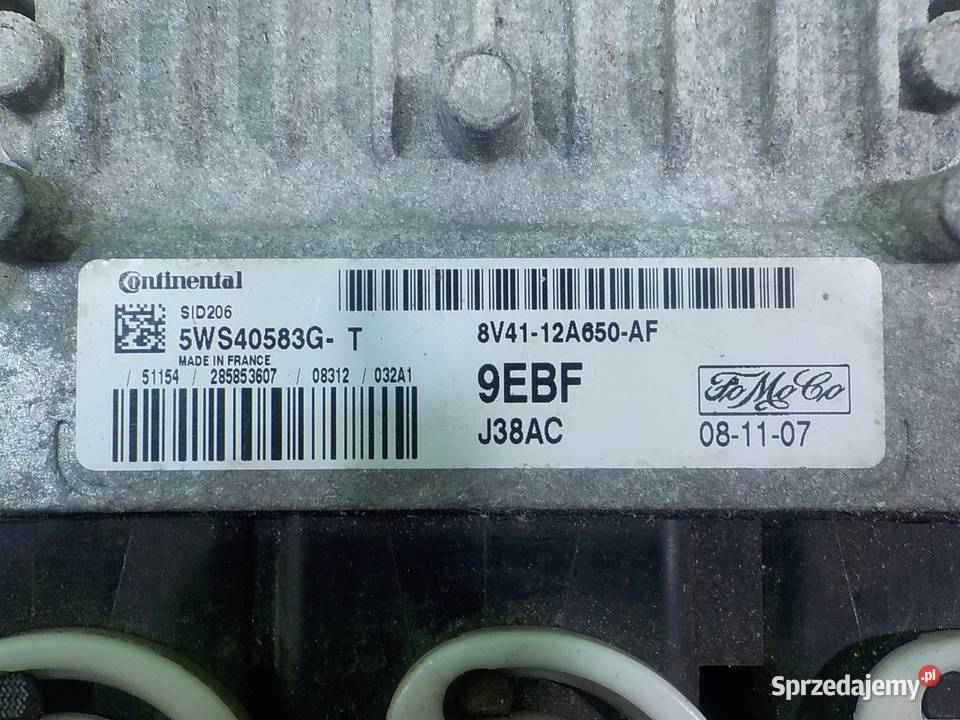 Continental
SID206
5WS40583G- T
MADE IN FRANCE
/ 51154 / 285853607 / 08312 / 032A1
8V41-12A650-AF
9EBF
J38AC
FoMoCo
08-11-07
Sprzedajemy .pl